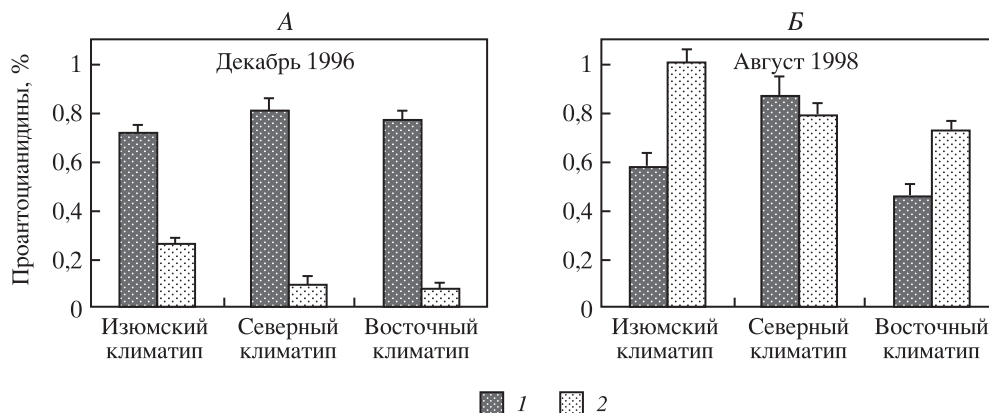 А
Декабрь 1996
Проантоцианидины, %
1
0,8
0,6
0,4
0,2
0
Изюмский климатип
Северный климатип
Восточный климатип
Б
Август 1998
1
0,8
0,6
0,4
0,2
0
Изюмский климатип
Северный климатип
Восточный климатип
1
2